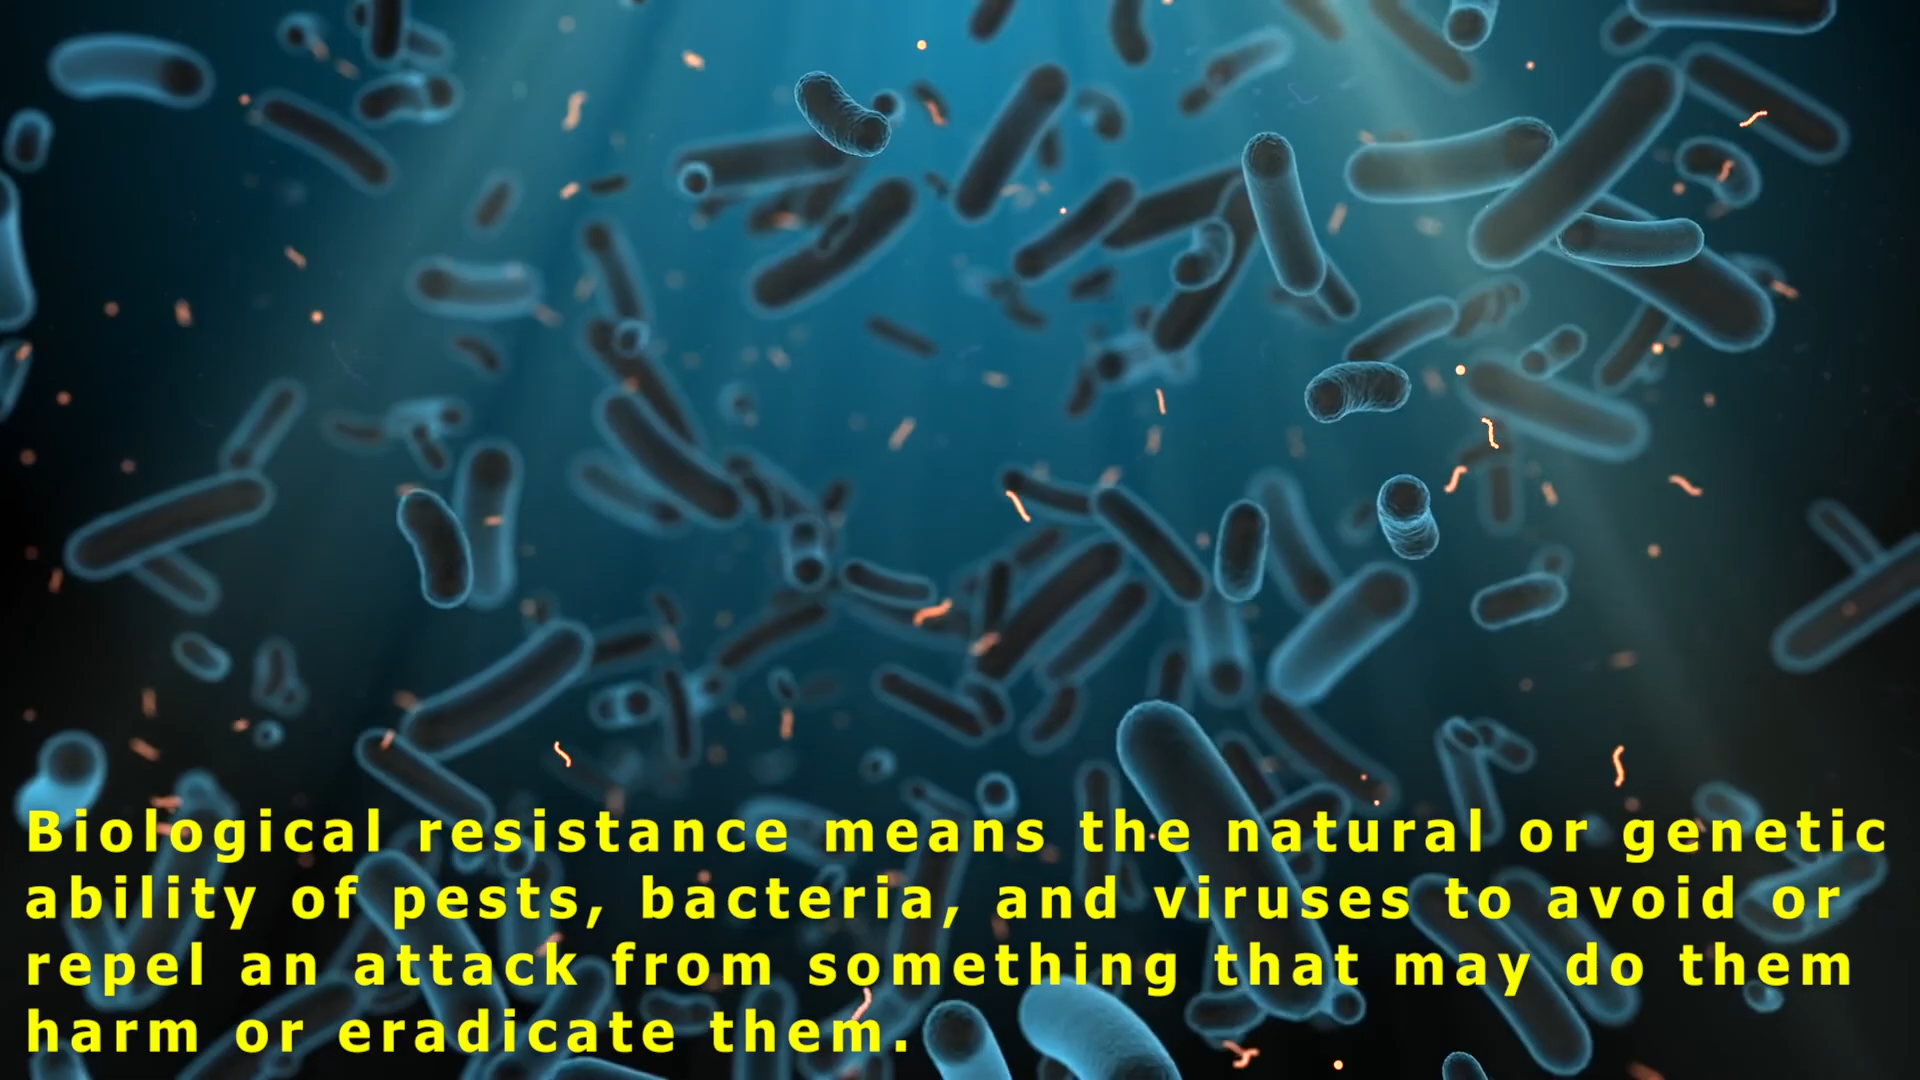 Biological resistance means the natural or genetic
ability of pests, bacteria, and viruses to avoid or
repel an attack from something that may do them
harm or eradicate them.